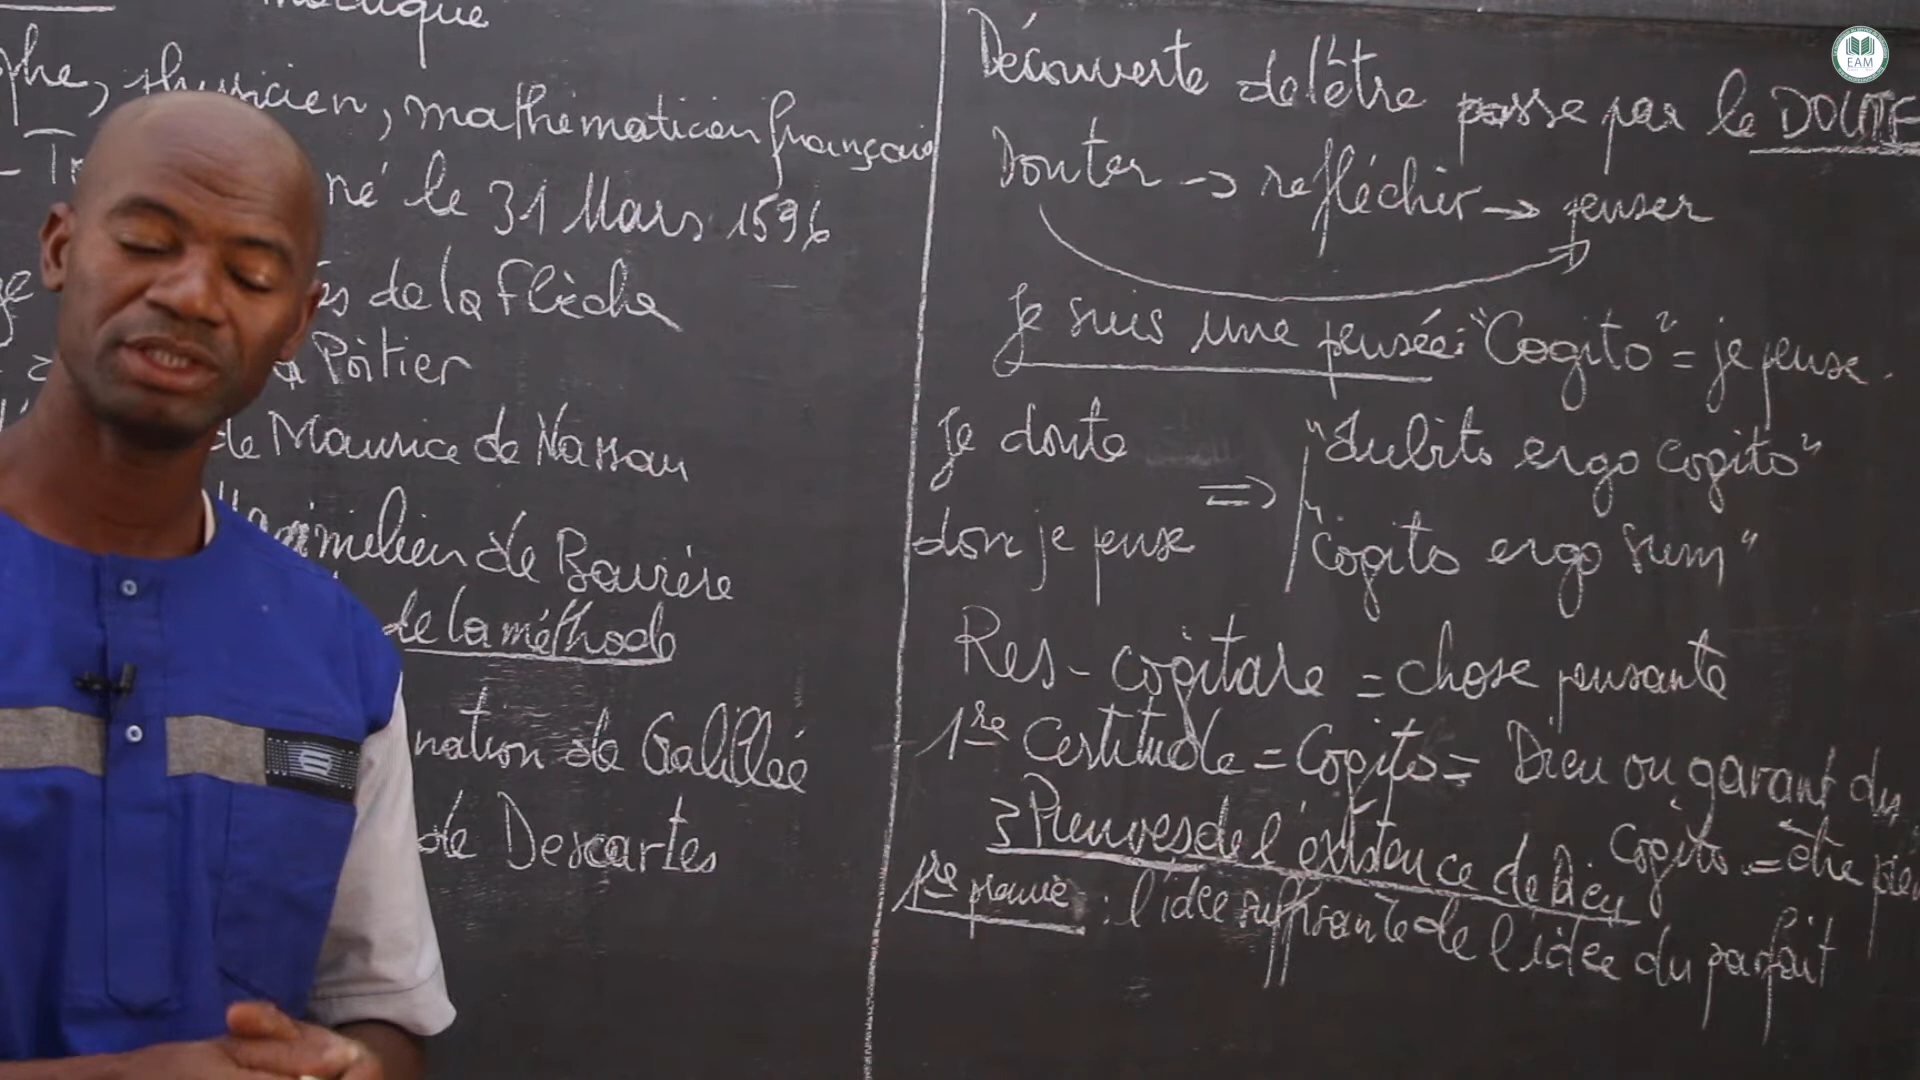 phe, physicien, mathématicien français
né le 31 Mars 1596
de la Flèche
Poitier
de Maurice de Nassau
de Bavière
de la méthode
nation de Galillée
de Descartes
Découverte de l'être passe par le DOUTE
Douter -> refléchir -> penser
Je suis une pensée: "Cogito" = je pense.
Je doute
donc je pense
=>
"dubito ergo cogito"
"Cogito ergo sum"
Res-cogitare = chose pensante
1re Certitude = Cogito = Dieu ou garant du
Cogito = être
3 Preuves de l'éxistence de Dieu
1re preuve : l'idée suffisante de l'idée du parfait
EAM